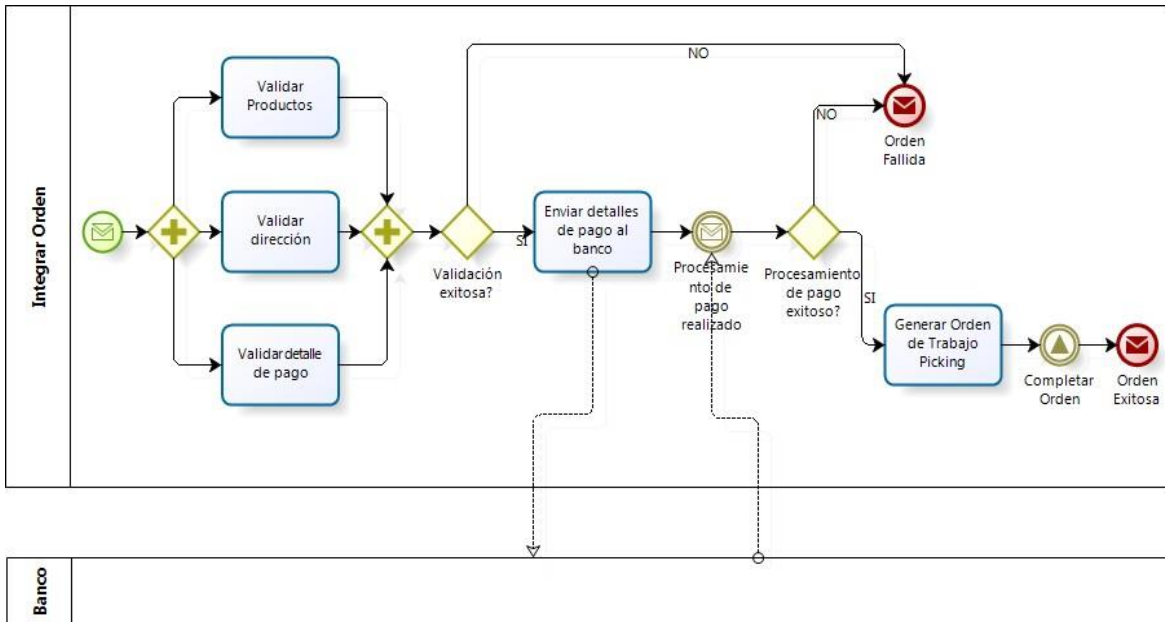 Integrar Orden
Validar
Productos
Validar
dirección
Validar detalle
de pago
Validación
exitosa?
NO
SI
Enviar detalles
de pago al
banco
Procesamie
nto de
pago
realizado
Procesamiento
de pago
exitoso?
NO
SI
Orden
Fallida
Generar Orden
de Trabajo
Picking
Completar
Orden
Orden
Exitosa
Banco